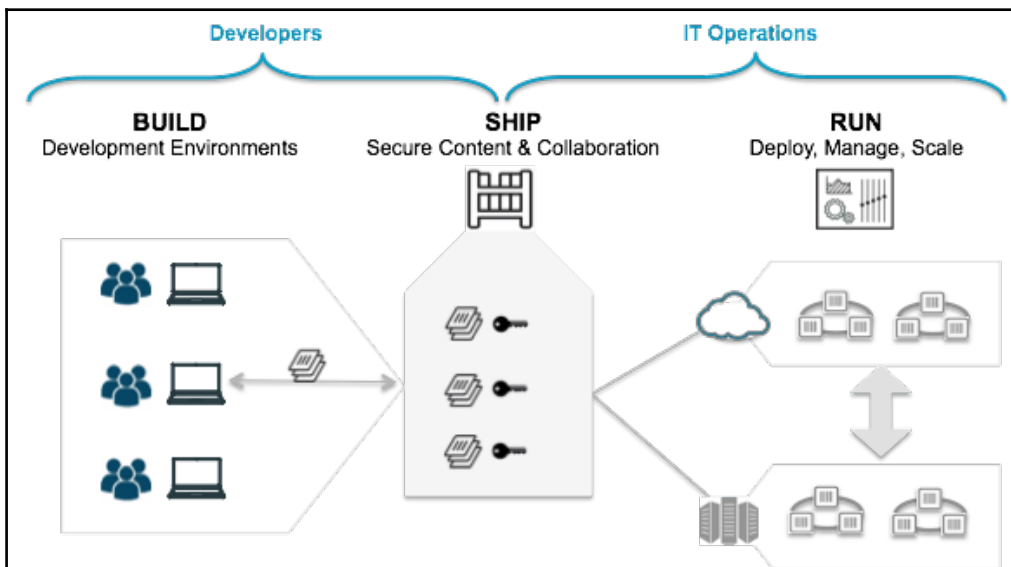 Developers
IT Operations
BUILD
Development Environments
SHIP
Secure Content & Collaboration
RUN
Deploy, Manage, Scale